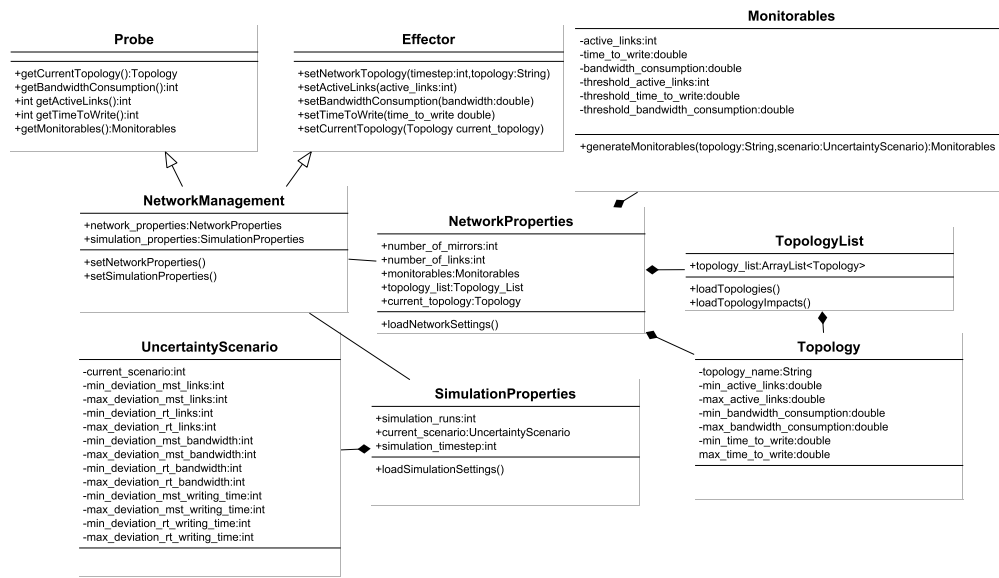 Probe
+getCurrentTopology():Topology
+getBandwidthConsumption():int
+int getActiveLinks():int
+int getTimeToWrite():int
+getMonitorables():Monitorables
Effector
+setNetworkTopology(timestep:int,topology:String)
+setActiveLinks(active_links:int)
+setBandwidthConsumption(bandwidth:double)
+setTimeToWrite(time_to_write double)
+setCurrentTopology(Topology current_topology)
Monitorables
-active_links:int
-time_to_write:double
-bandwidth_consumption:double
-threshold_active_links:int
-threshold_time_to_write:double
-threshold_bandwidth_consumption:double
+generateMonitorables(topology:String,scenario:UncertaintyScenario):Monitorables
NetworkManagement
+network_properties:NetworkProperties
+simulation_properties:SimulationProperties
+setNetworkProperties()
+setSimulationProperties()
NetworkProperties
+number_of_mirrors:int
+number_of_links:int
+monitorables:Monitorables
+topology_list:Topology_List
+current_topology:Topology
+loadNetworkSettings()
TopologyList
+topology_list:ArrayList<Topology>
+loadTopologies()
+loadTopologyImpacts()
UncertaintyScenario
-current_scenario:int
-min_deviation_mst_links:int
-max_deviation_mst_links:int
-min_deviation_rt_links:int
-max_deviation_rt_links:int
-min_deviation_mst_bandwidth:int
-max_deviation_mst_bandwidth:int
-min_deviation_rt_bandwidth:int
-max_deviation_rt_bandwidth:int
-min_deviation_mst_writing_time:int
-max_deviation_mst_writing_time:int
-min_deviation_rt_writing_time:int
-max_deviation_rt_writing_time:int
SimulationProperties
+simulation_runs:int
+current_scenario:UncertaintyScenario
+simulation_timestep:int
+loadSimulationSettings()
Topology
-topology_name:String
-min_active_links:double
-max_active_links:double
-min_bandwidth_consumption:double
-max_bandwidth_consumption:double
-min_time_to_write:double
max_time_to_write:double